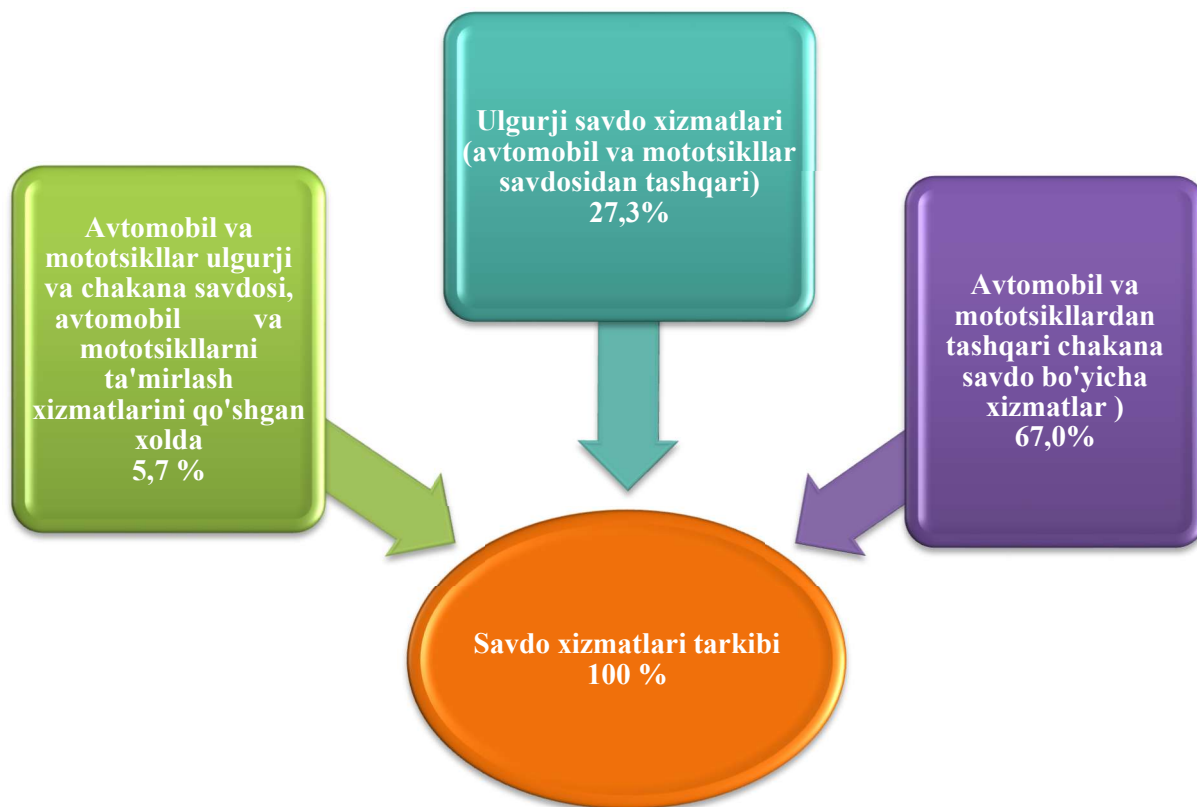 Avtomobil va
mototsikllar ulgurji
va chakana savdosi,
avtomobil va
mototsikllarni
ta'mirlash
xizmatlarini qo'shgan
xolda
5,7 %
Ulgurji savdo xizmatlari
(avtomobil va mototsikllar
savdosidan tashqari)
27,3%
Avtomobil va
mototsikllardan
tashqari chakana
savdo bo'yicha
xizmatlar )
67,0%
Savdo xizmatlari tarkibi
100 %